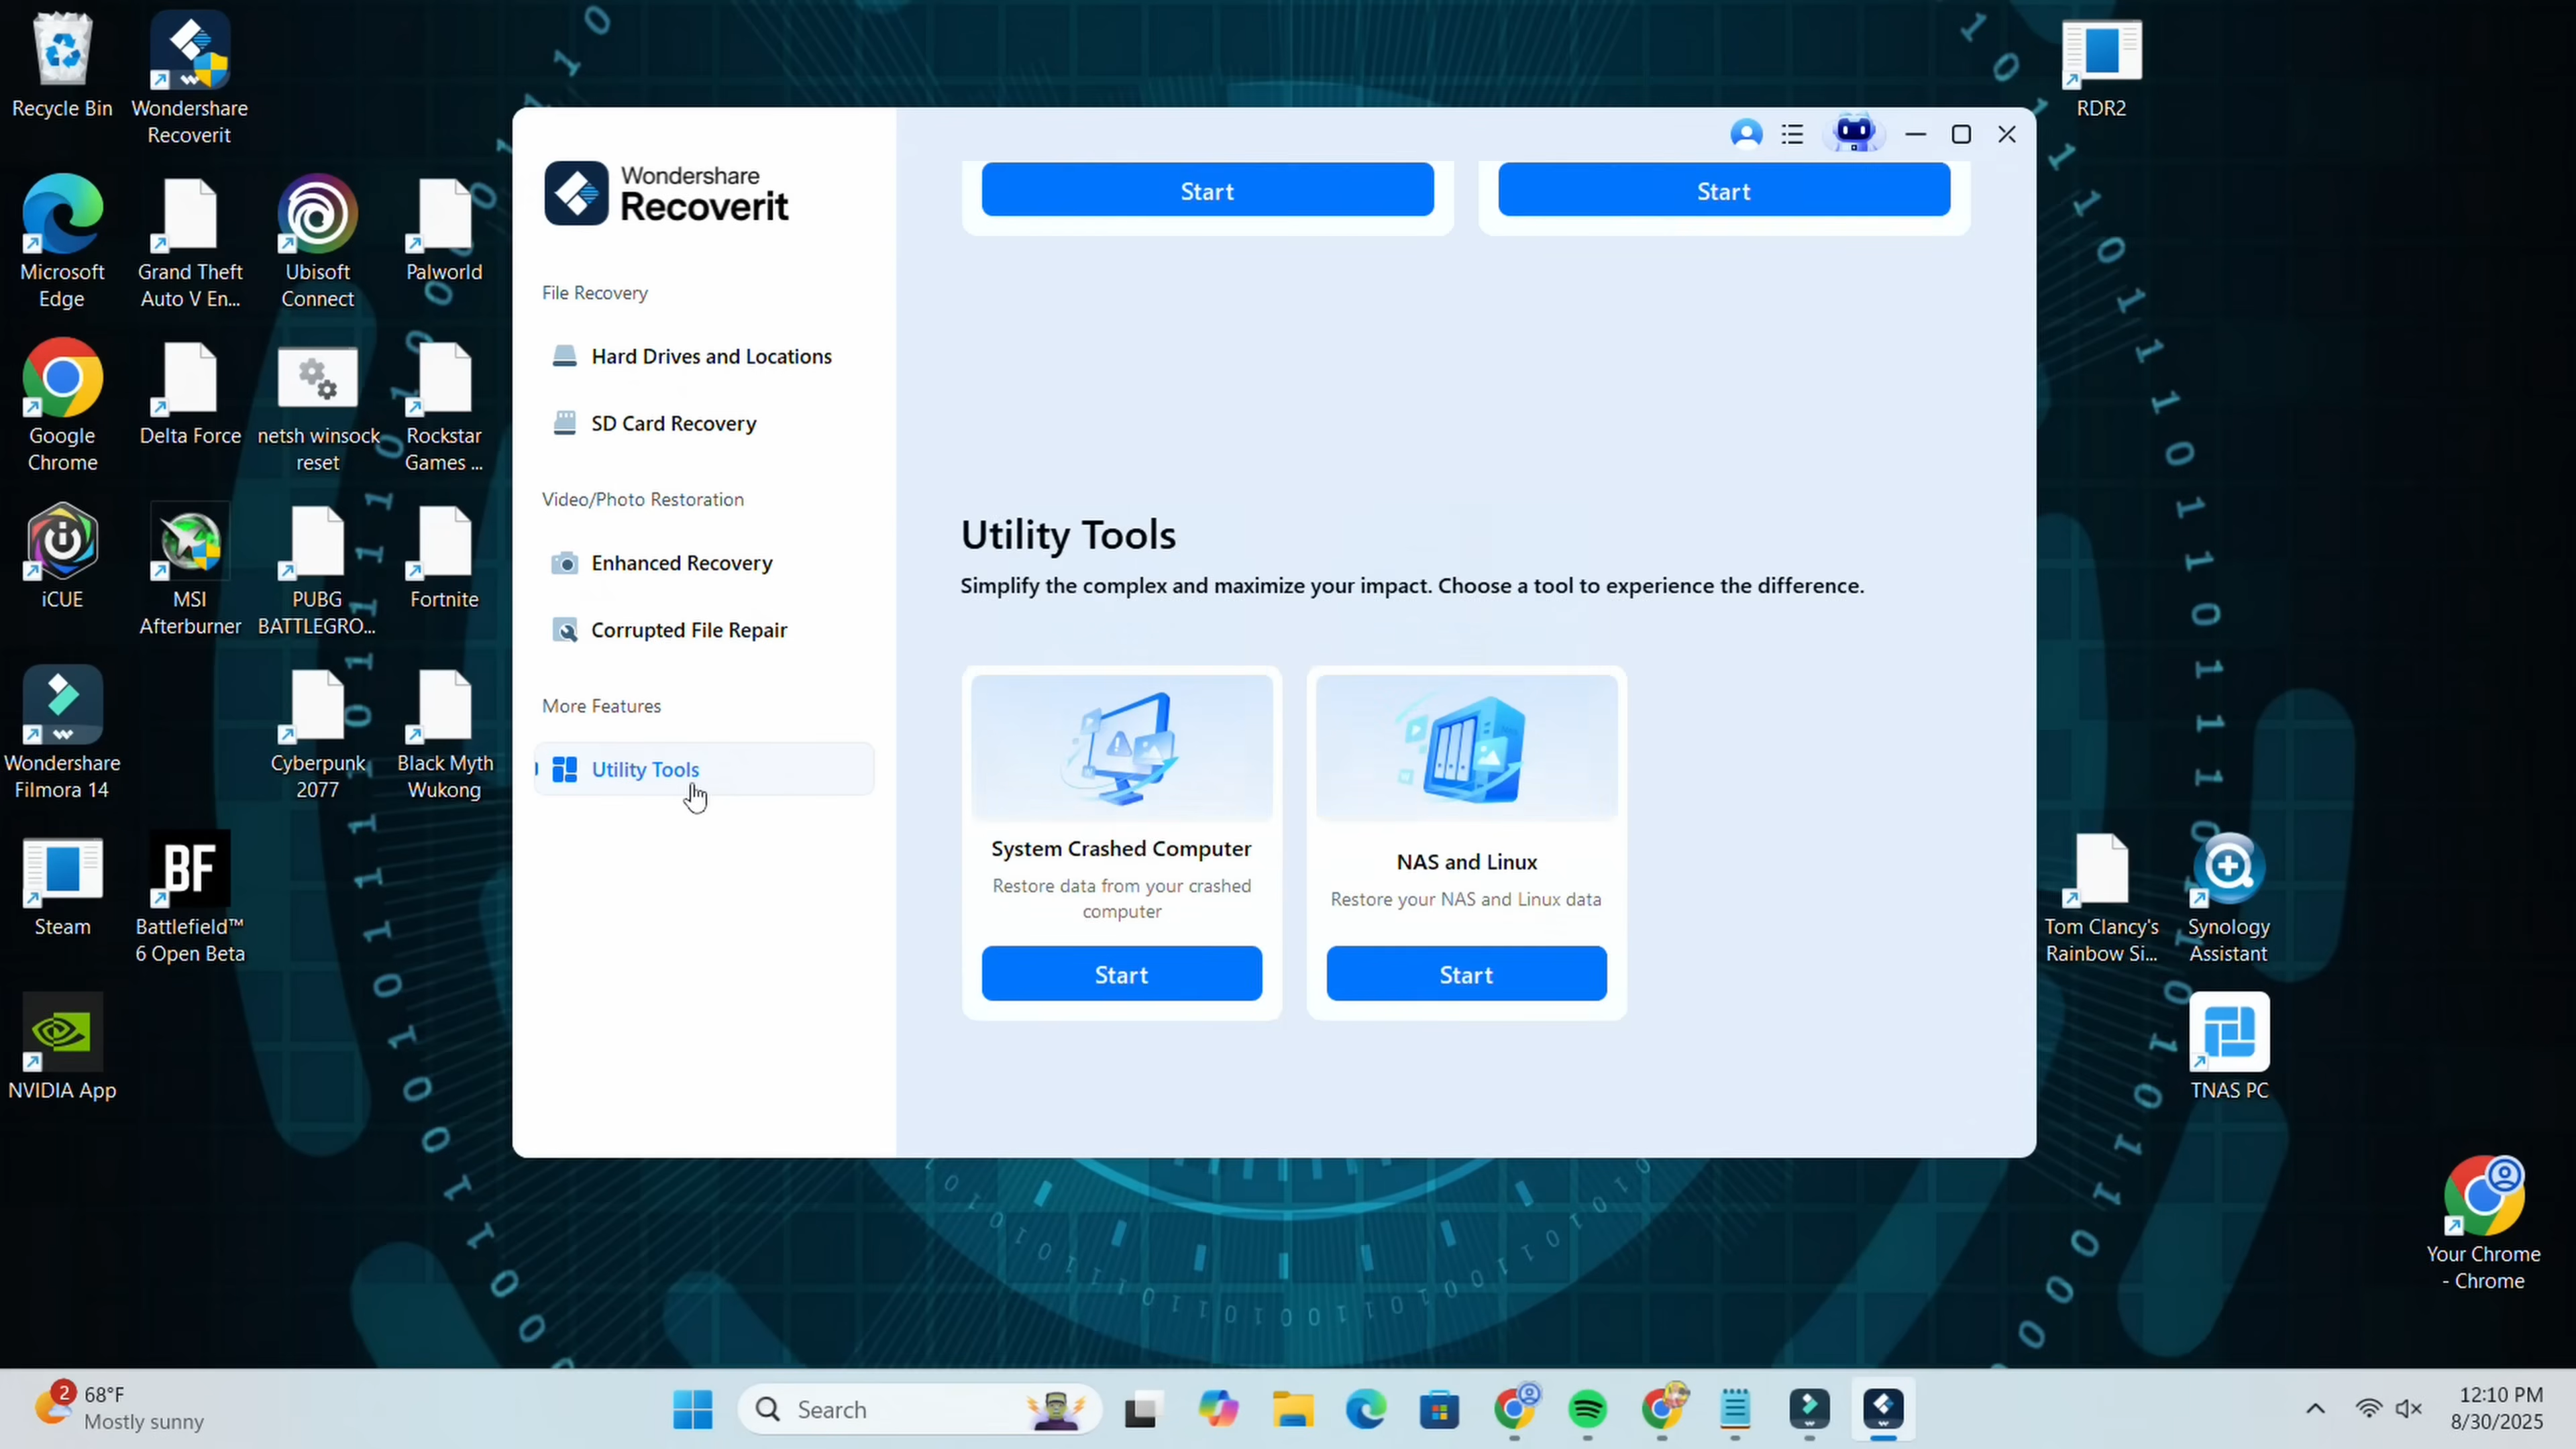 Recycle Bin
Wondershare
Recoverit
RDR2
Microsoft
Edge
Grand Theft
Auto V En...
Ubisoft
Connect
Palworld
Google
Chrome
Delta Force
netsh winsock
reset
Rockstar
Games ...
iCUE
MSI
Afterburner
PUBG
BATTLEGRO...
Fortnite
Wondershare
Filmora 14
Cyberpunk
2077
Black Myth
Wukong
Steam
BF
Battlefield™
6 Open Beta
NVIDIA App
Wondershare
Recoverit
File Recovery
Hard Drives and Locations
SD Card Recovery
Video/Photo Restoration
Enhanced Recovery
Corrupted File Repair
More Features
Utility Tools
Start
Start
Utility Tools
Simplify the complex and maximize your impact. Choose a tool to experience the difference.
System Crashed Computer
Restore data from your crashed
computer
Start
NAS and Linux
Restore your NAS and Linux data
Start
Tom Clancy's
Rainbow Si...
Synology
Assistant
TNAS PC
Your Chrome
- Chrome
2
68°F
Mostly sunny
Search
12:10 PM
8/30/2025